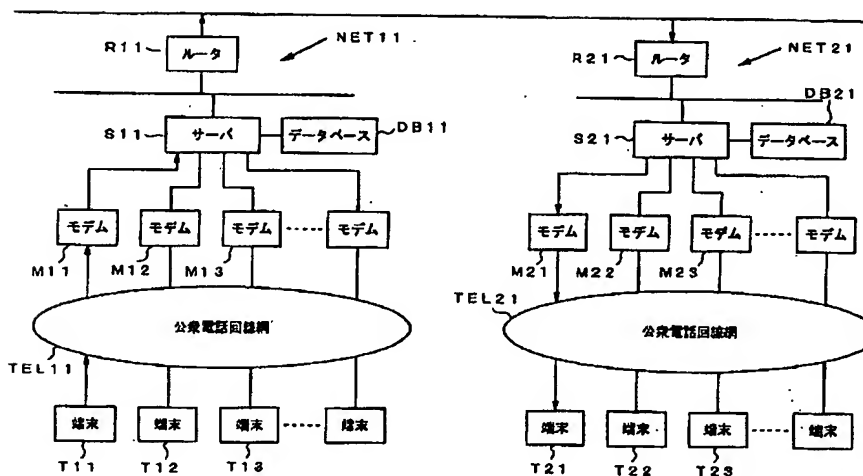 R11
ルータ
NET11
R21
ルータ
NET21
S11
サーバ
データベース
DB11
S21
サーバ
データベース
DB21
モデム
モデム
モデム
モデム
M11
M12
M13
モデム
モデム
モデム
モデム
M21
M22
M23
公衆電話回線網
TEL11
公衆電話回線網
TEL21
端末
端末
端末
端末
T11
T12
T13
端末
端末
端末
端末
T21
T22
T23